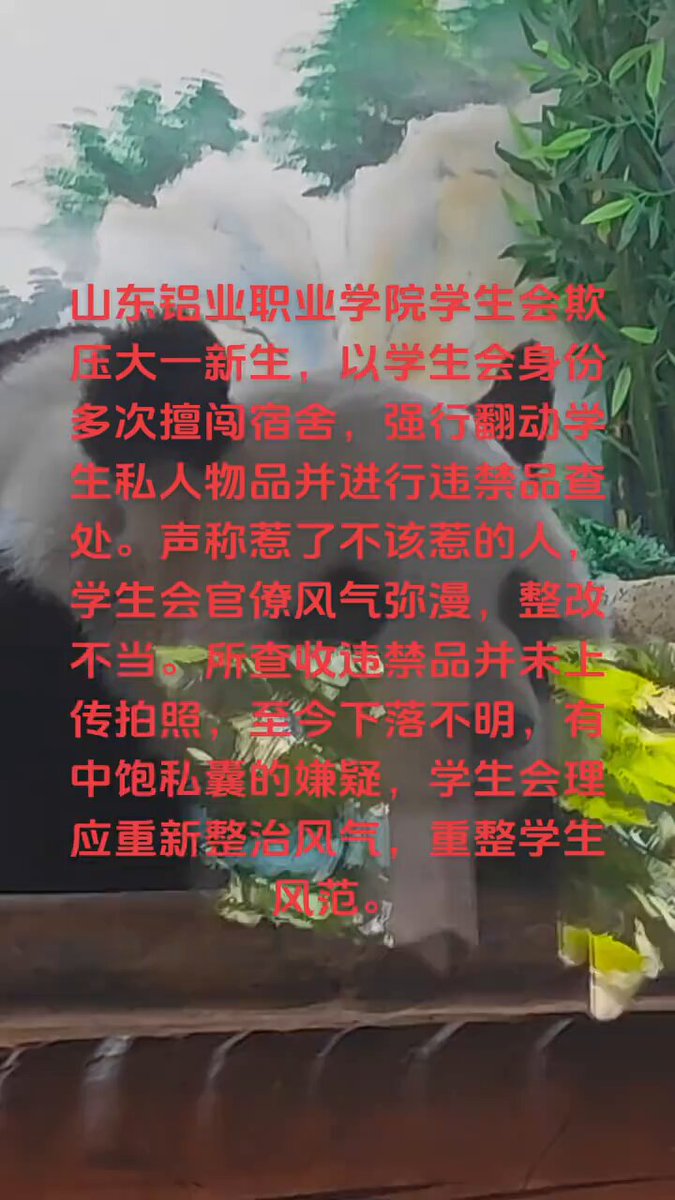 山东铝业职业学院学生会欺
压大一新生，以学生会身份
多次擅闯宿舍，强行翻动学
生私人物品并进行违禁品查
处。声称惹了不该惹的人，
学生会官僚风气弥漫，整改
不当。所查收违禁品并未上
传拍照，至今下落不明，有
中饱私囊的嫌疑，学生会理
应重新整治风气，重整学生
风范。